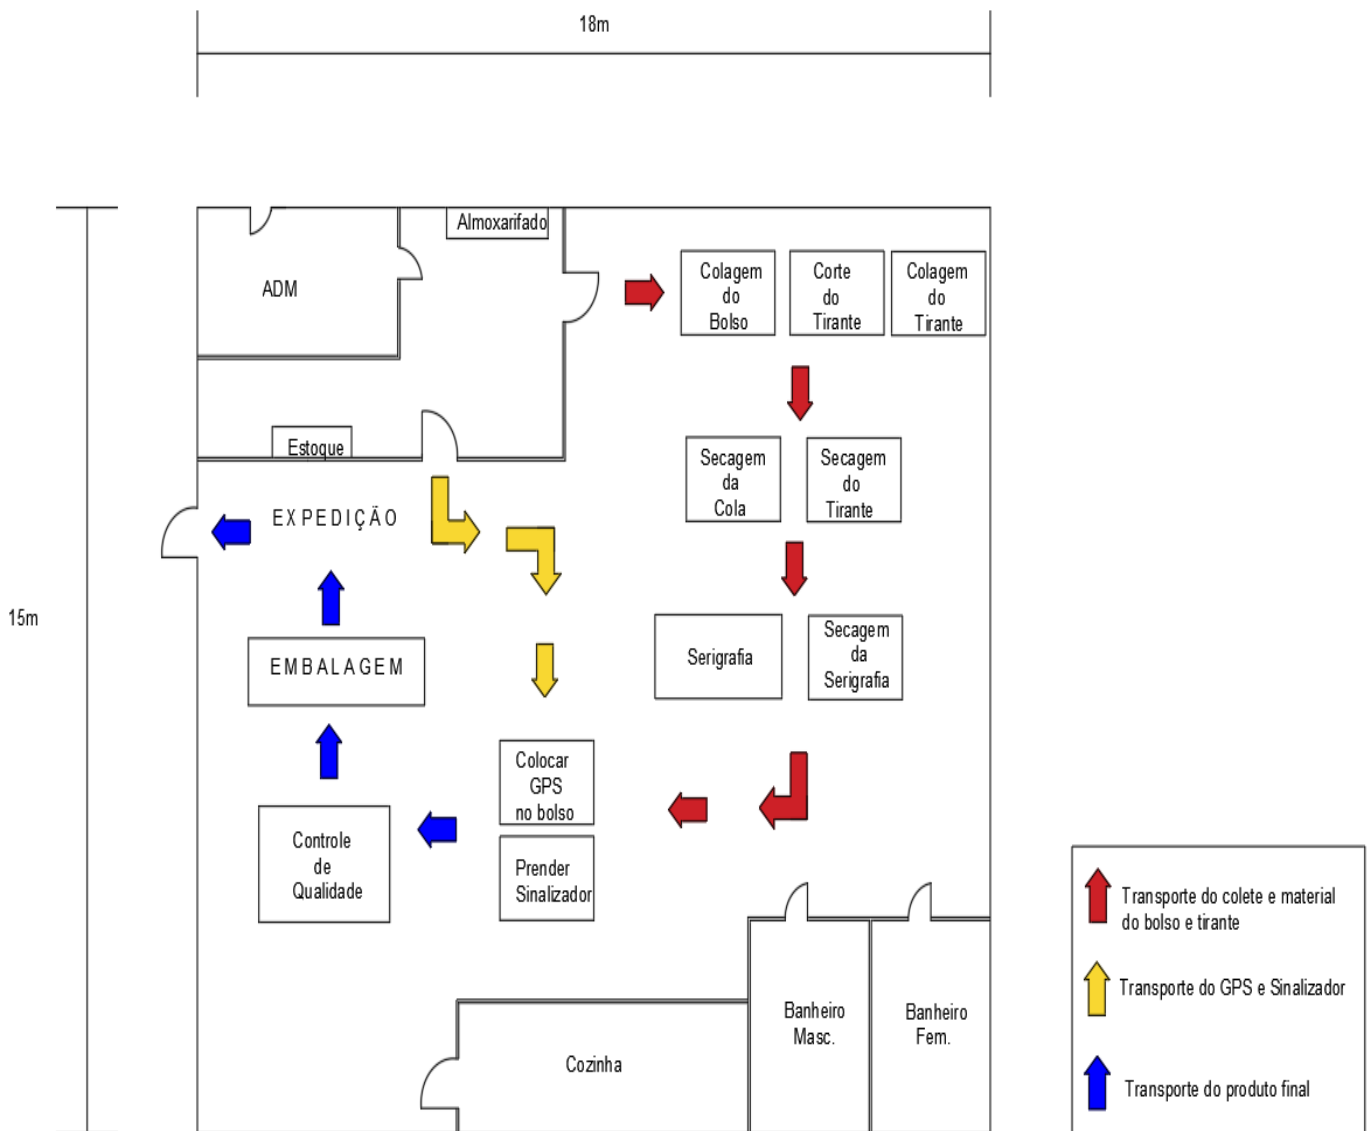 18m
Almoxarifado
ADM
Colagem
do
Bolso
Corte
do
Tirante
Colagem
do
Tirante
Estoque
Secagem
da
Cola
Secagem
do
Tirante
EXPEDIÇÃO
15m
EMBALAGEM
Serigrafia
Secagem
da
Serigrafia
Colocar
GPS
no bolso
Controle
de
Qualidade
Prender
Sinalizador
Banheiro
Masc.
Banheiro
Fem.
Cozinha
Transporte do colete e material
do bolso e tirante
Transporte do GPS e Sinalizador
Transporte do produto final